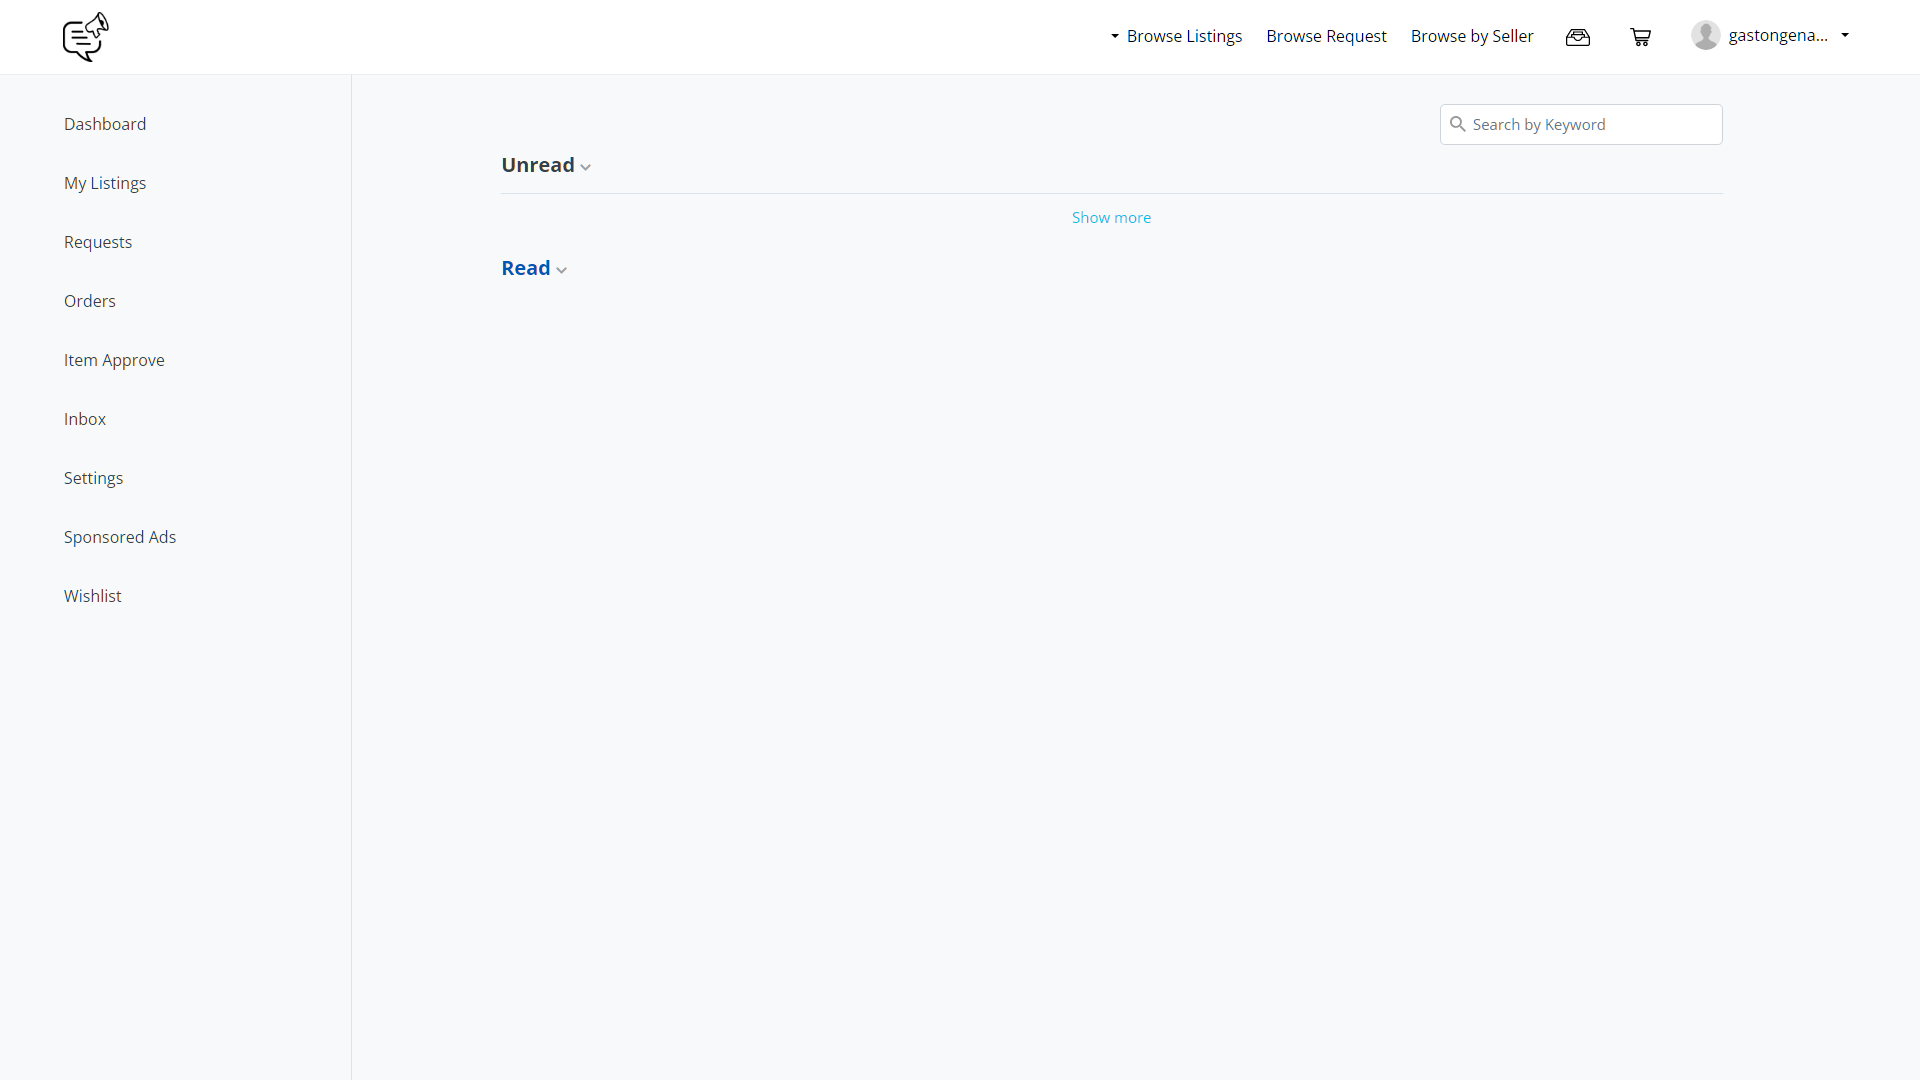 Browse Listings
Browse Request
Browse by Seller
gastongena...
Dashboard
My Listings
Requests
Orders
Item Approve
Inbox
Settings
Sponsored Ads
Wishlist
Search by Keyword
Unread
Show more
Read